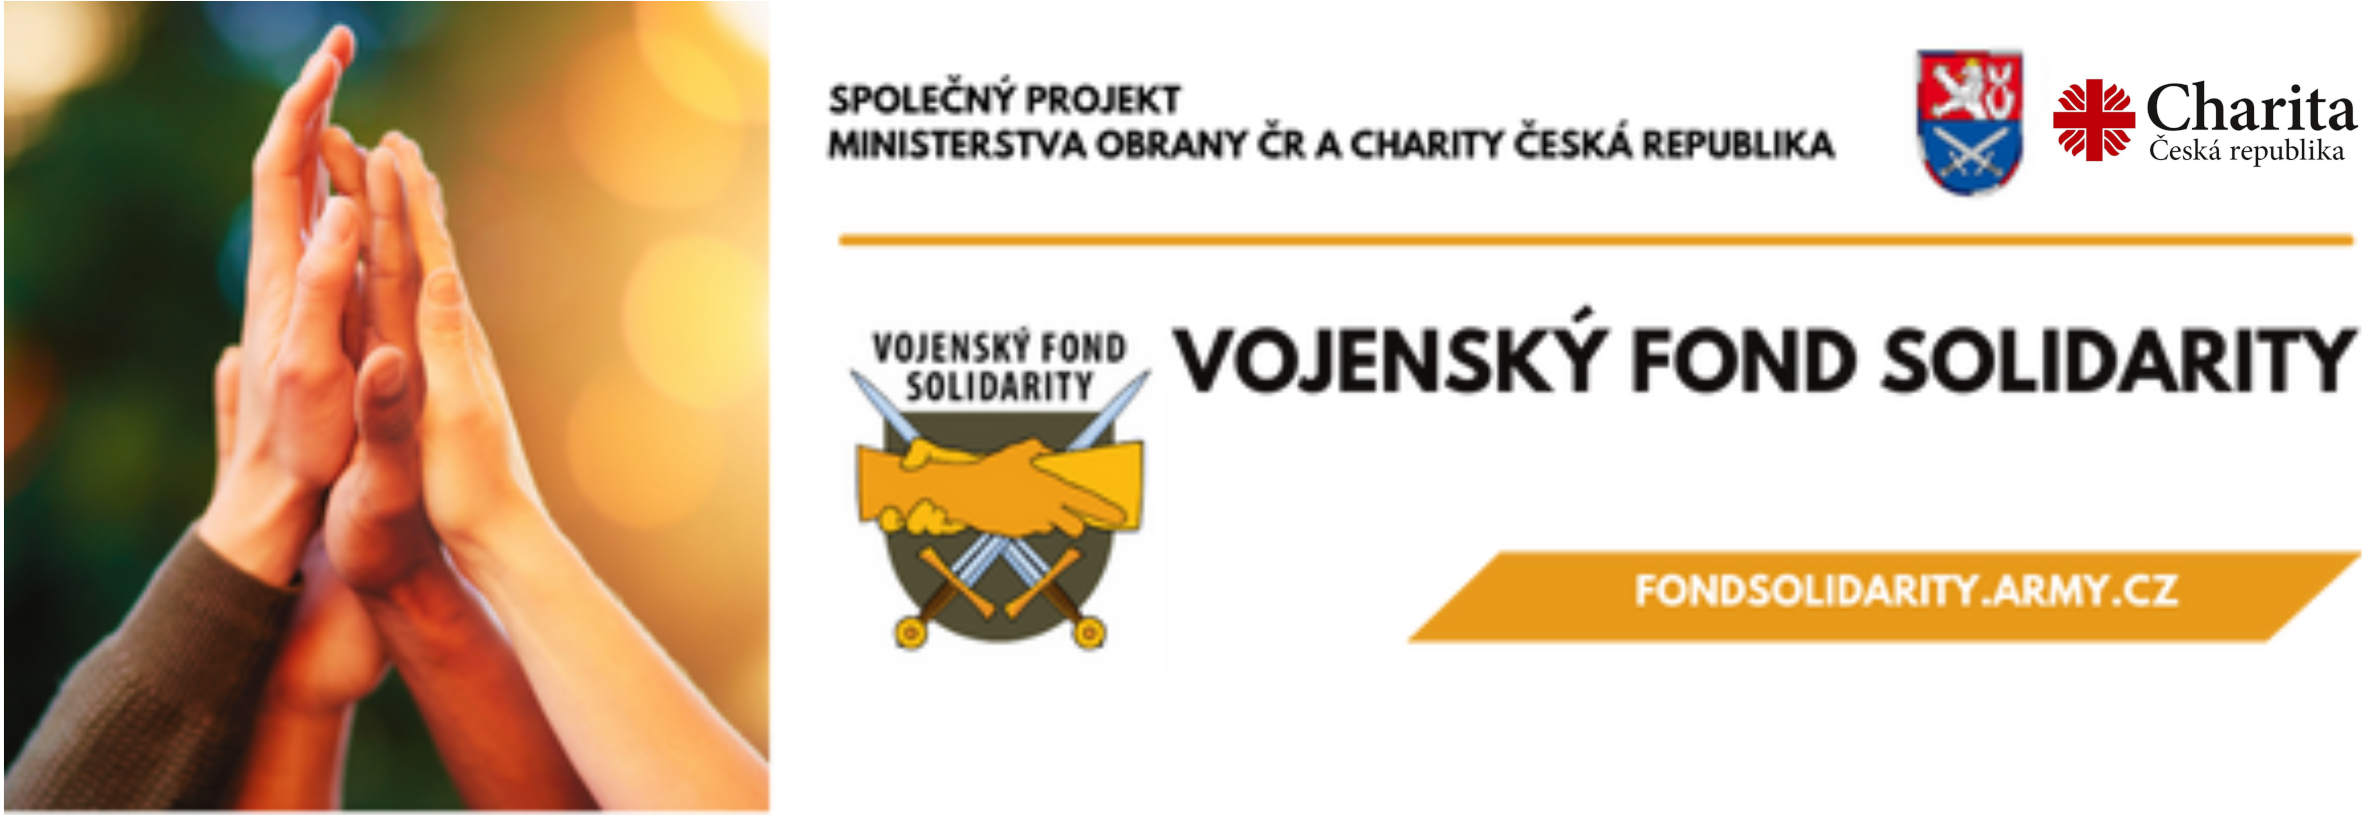 SPOLEČNÝ PROJEKT
MINISTERSTVA OBRANY ČR A CHARITY ČESKÁ REPUBLIKA
Charita
Česká republika
VOJENSKÝ FOND
SOLIDARITY
VOJENSKÝ FOND SOLIDARITY
FONDSOLIDARITY.ARMY.CZ